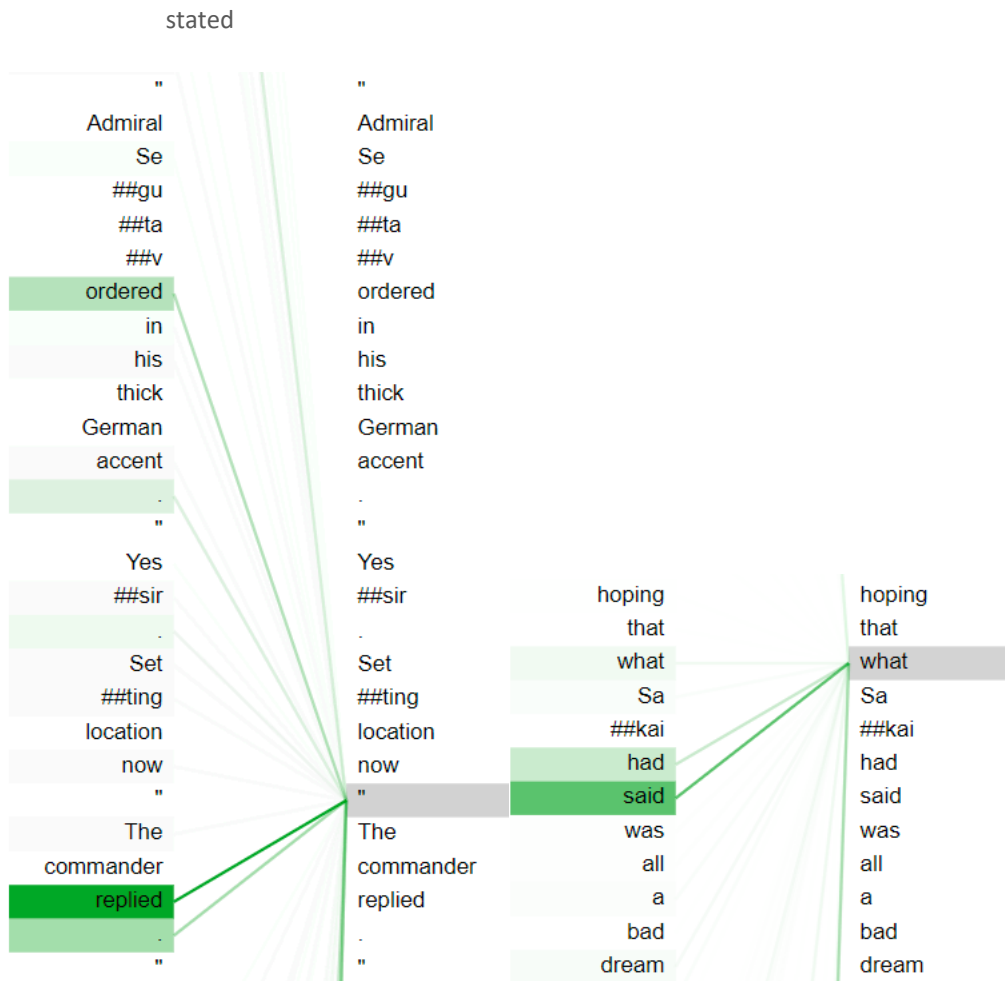 stated
" "
Admiral Admiral
Se Se
##gu ##gu
##ta ##ta
##v ##v
ordered ordered
in in
his his
thick thick
German German
accent accent
. .
" "
Yes Yes
##sir ##sir
. .
Set Set
##ting ##ting
location location
now now
" "
The The
commander commander
replied replied
. .
" "
hoping hoping
that that
what what
Sa Sa
##kai ##kai
had had
said said
was was
all all
a a
bad bad
dream dream